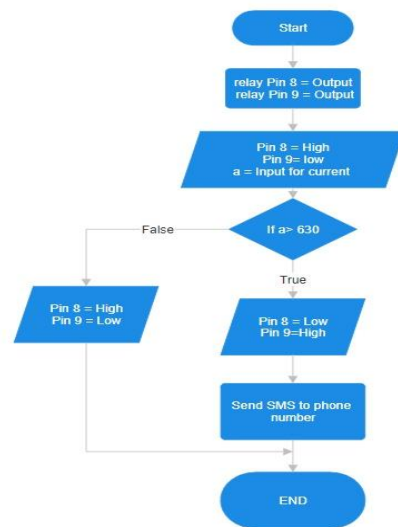 Start
relay Pin 8 = Output
relay Pin 9 = Output
Pin 8 = High
Pin 9= low
a = Input for current
If a> 630
False
True
Pin 8 = High
Pin 9 = Low
Pin 8 = Low
Pin 9=High
Send SMS to phone
number
END